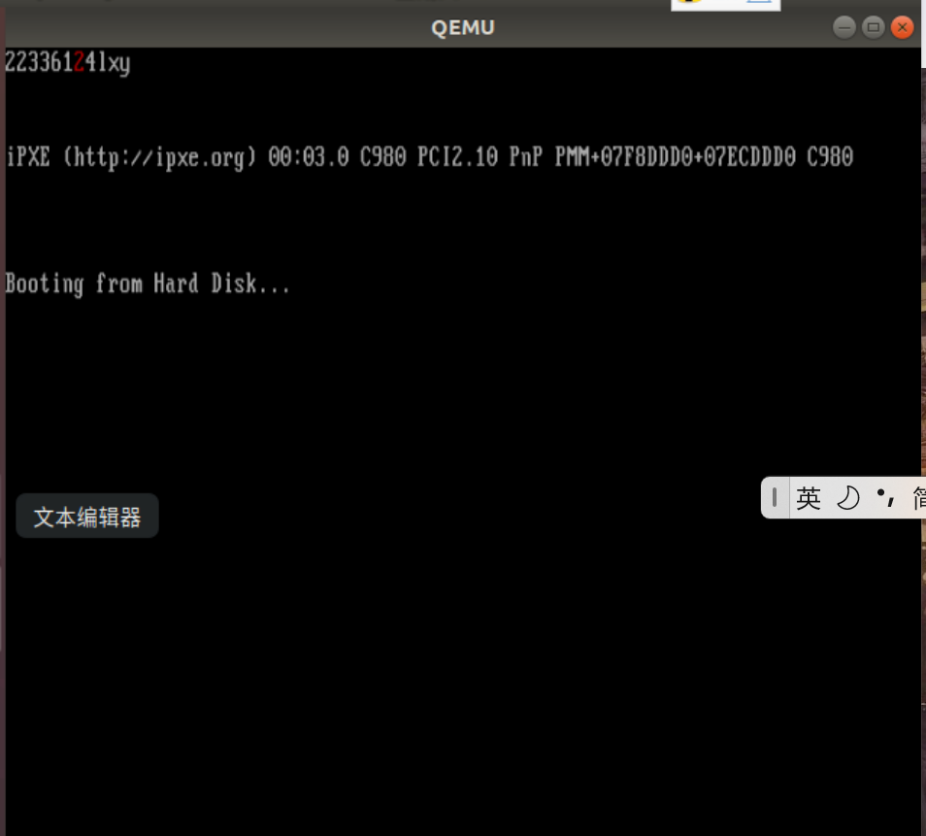 QEMU
22336124lxy
iPXE (http://ipxe.org) 00:03.0 C980 PCI2.10 PnP PMM+07F8DDD0+07ECDDD0 C980
Booting from Hard Disk...
英 简
文本编辑器